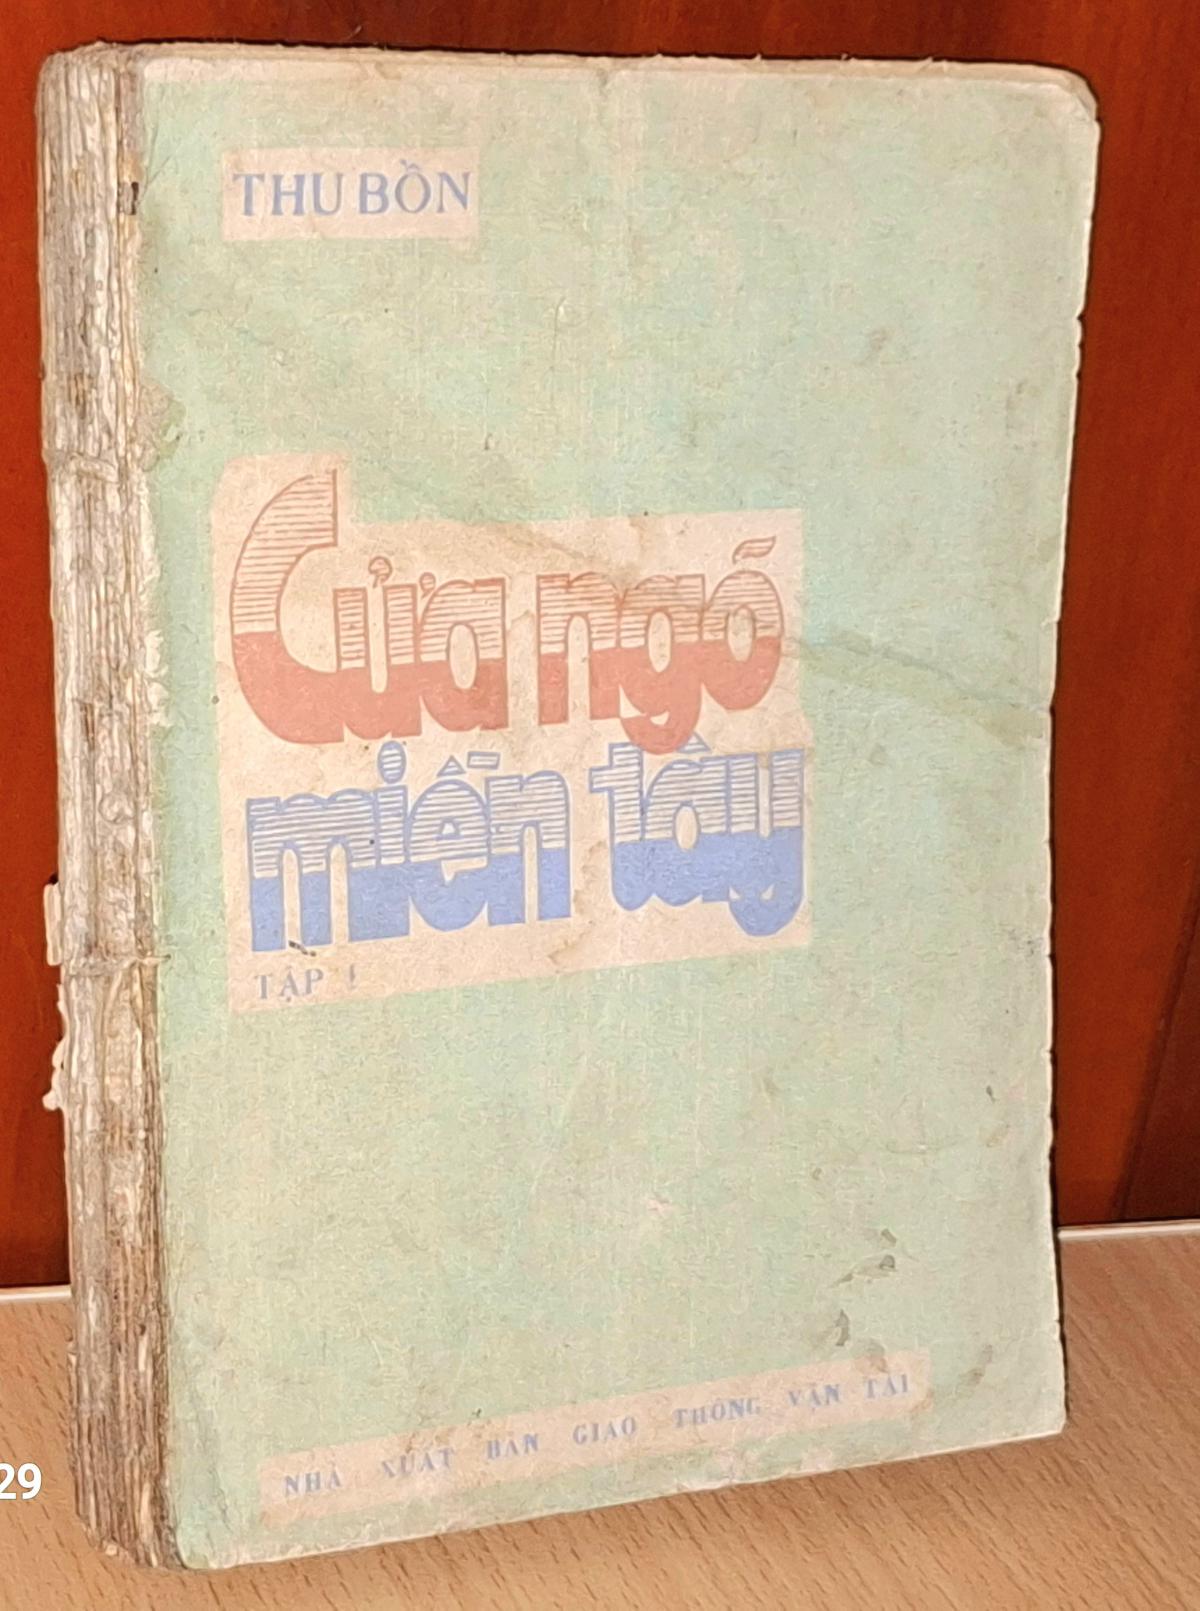 THU BỒN
Cửa ngõ
miền tây
TẬP I
NHÀ XUẤT BẢN GIAO THÔNG VẬN TẢI
29